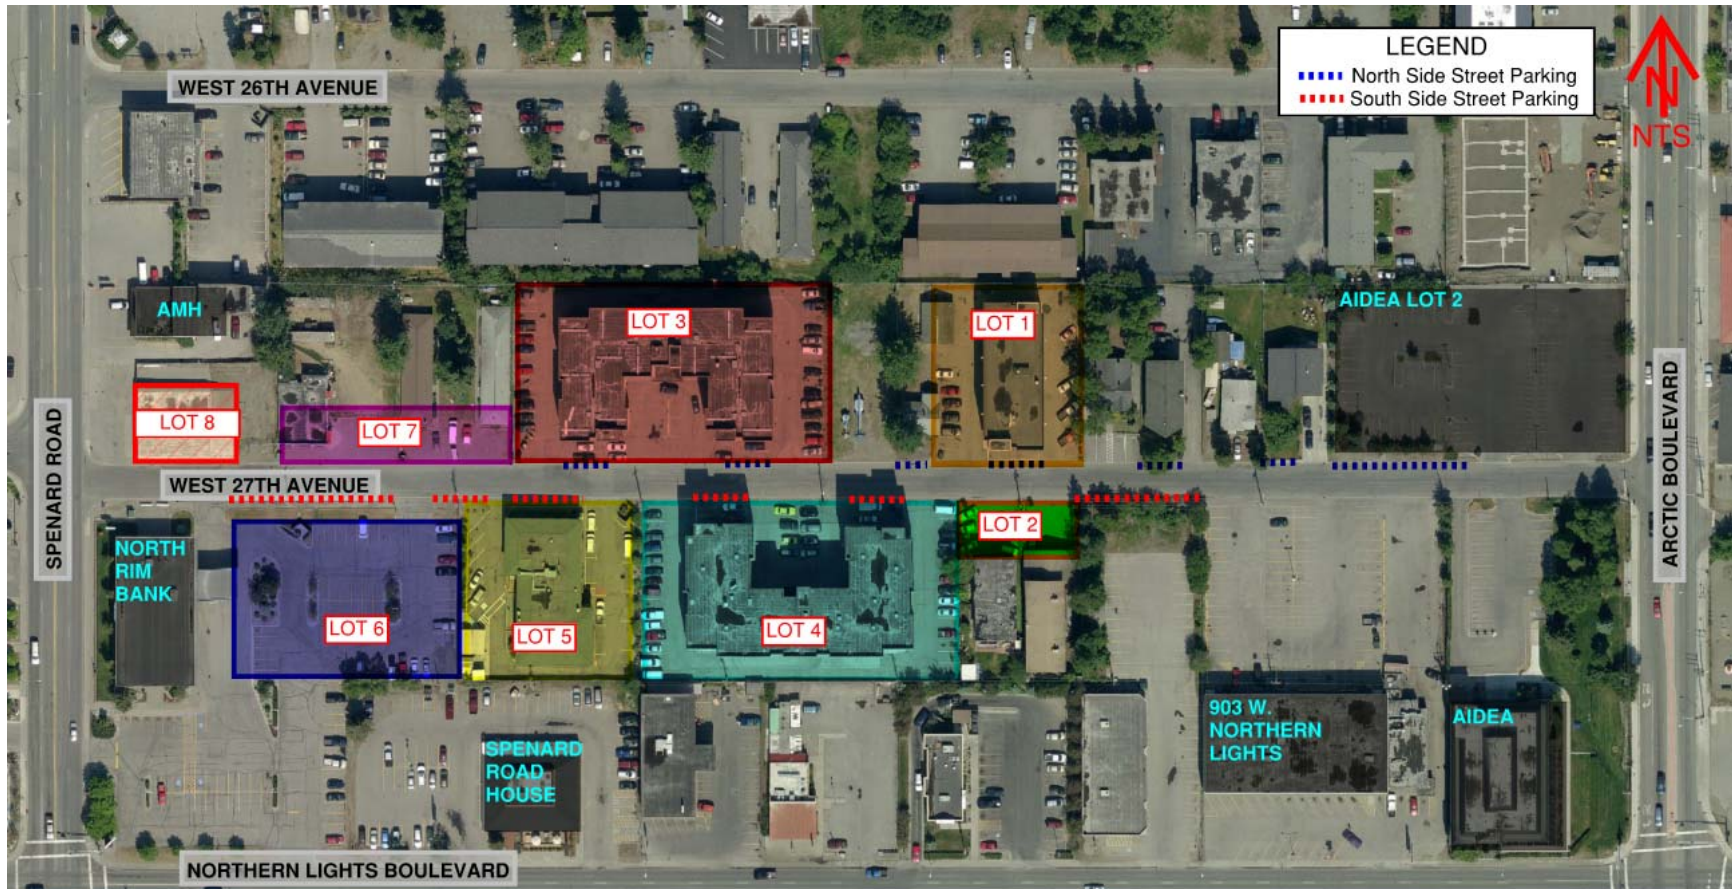 LEGEND
North Side Street Parking
South Side Street Parking
N
NTS
WEST 26TH AVENUE
AMH
LOT 3
LOT 1
AIDEA LOT 2
LOT 8
LOT 7
SPENARD ROAD
ARCTIC BOULEVARD
WEST 27TH AVENUE
NORTH
RIM
BANK
LOT 6
LOT 5
LOT 4
LOT 2
SPENARD
ROAD
HOUSE
903 W.
NORTHERN
LIGHTS
AIDEA
NORTHERN LIGHTS BOULEVARD